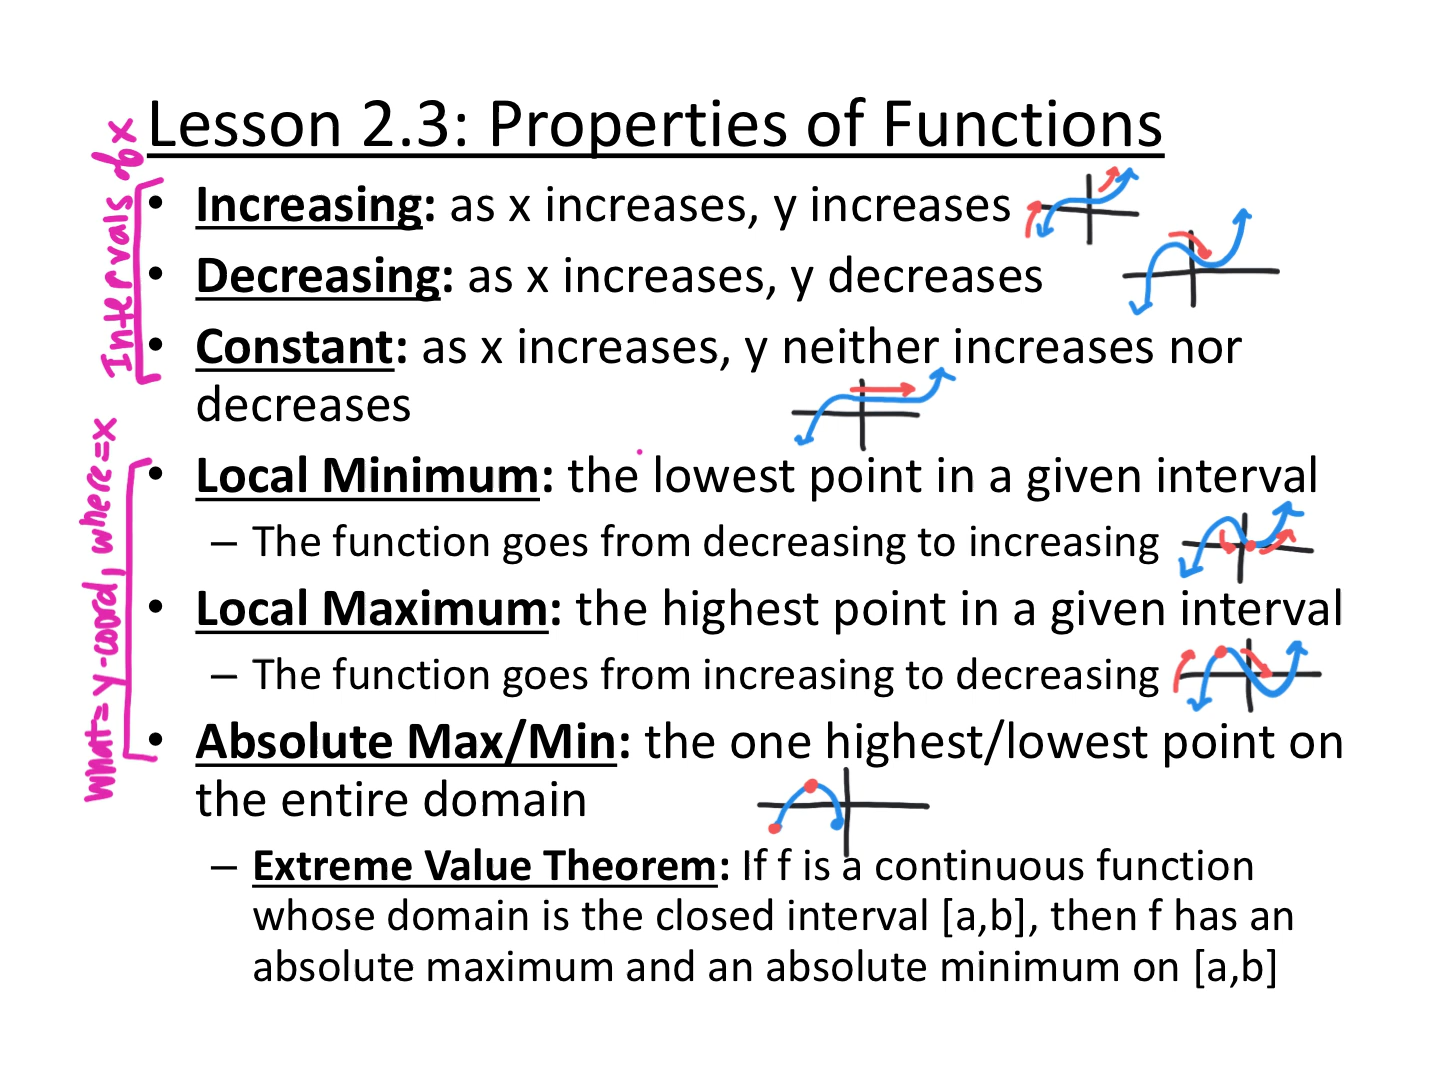 Lesson 2.3: Properties of Functions
• Increasing: as x increases, y increases
• Decreasing: as x increases, y decreases
• Constant: as x increases, y neither increases nor
decreases
• Local Minimum: the lowest point in a given interval
– The function goes from decreasing to increasing
• Local Maximum: the highest point in a given interval
– The function goes from increasing to decreasing
• Absolute Max/Min: the one highest/lowest point on
the entire domain
– Extreme Value Theorem: If f is a continuous function
whose domain is the closed interval [a,b], then f has an
absolute maximum and an absolute minimum on [a,b]
Intervals of x
What = y-coord, where = x